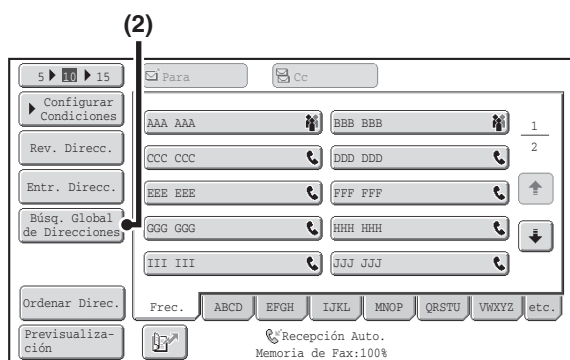 (2)
5 10 15
Para
Cc
Configurar
Condiciones
AAA AAA
BBB BBB
1
2
Rev. Direcc.
CCC CCC
DDD DDD
Entr. Direcc.
EEE EEE
FFF FFF
Búsq. Global
de Direcciones
GGG GGG
HHH HHH
III III
JJJ JJJ
Ordenar Direc.
Frec.
ABCD
EFGH
IJKL
MNOP
QRSTU
VWXYZ
etc.
Previsualiza-
ción
Recepción Auto.
Memoria de Fax:100%